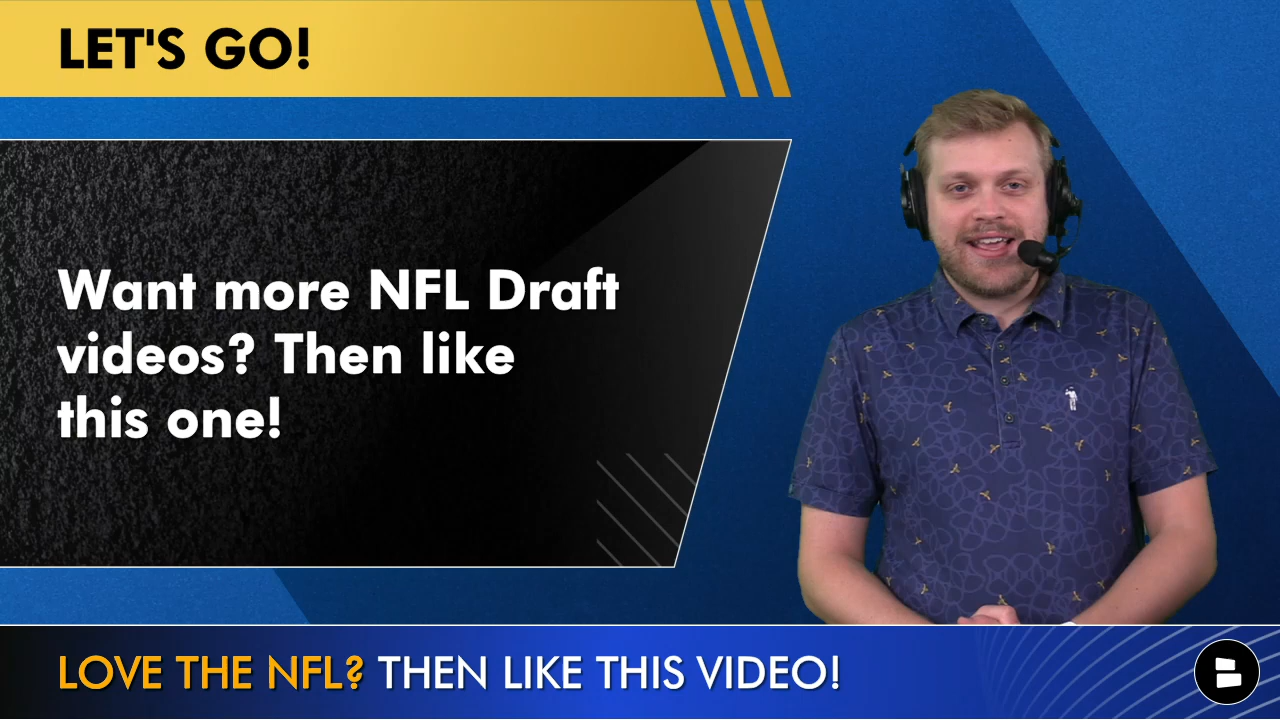 LET'S GO!
Want more NFL Draft
videos? Then like
this one!
LOVE THE NFL? THEN LIKE THIS VIDEO!